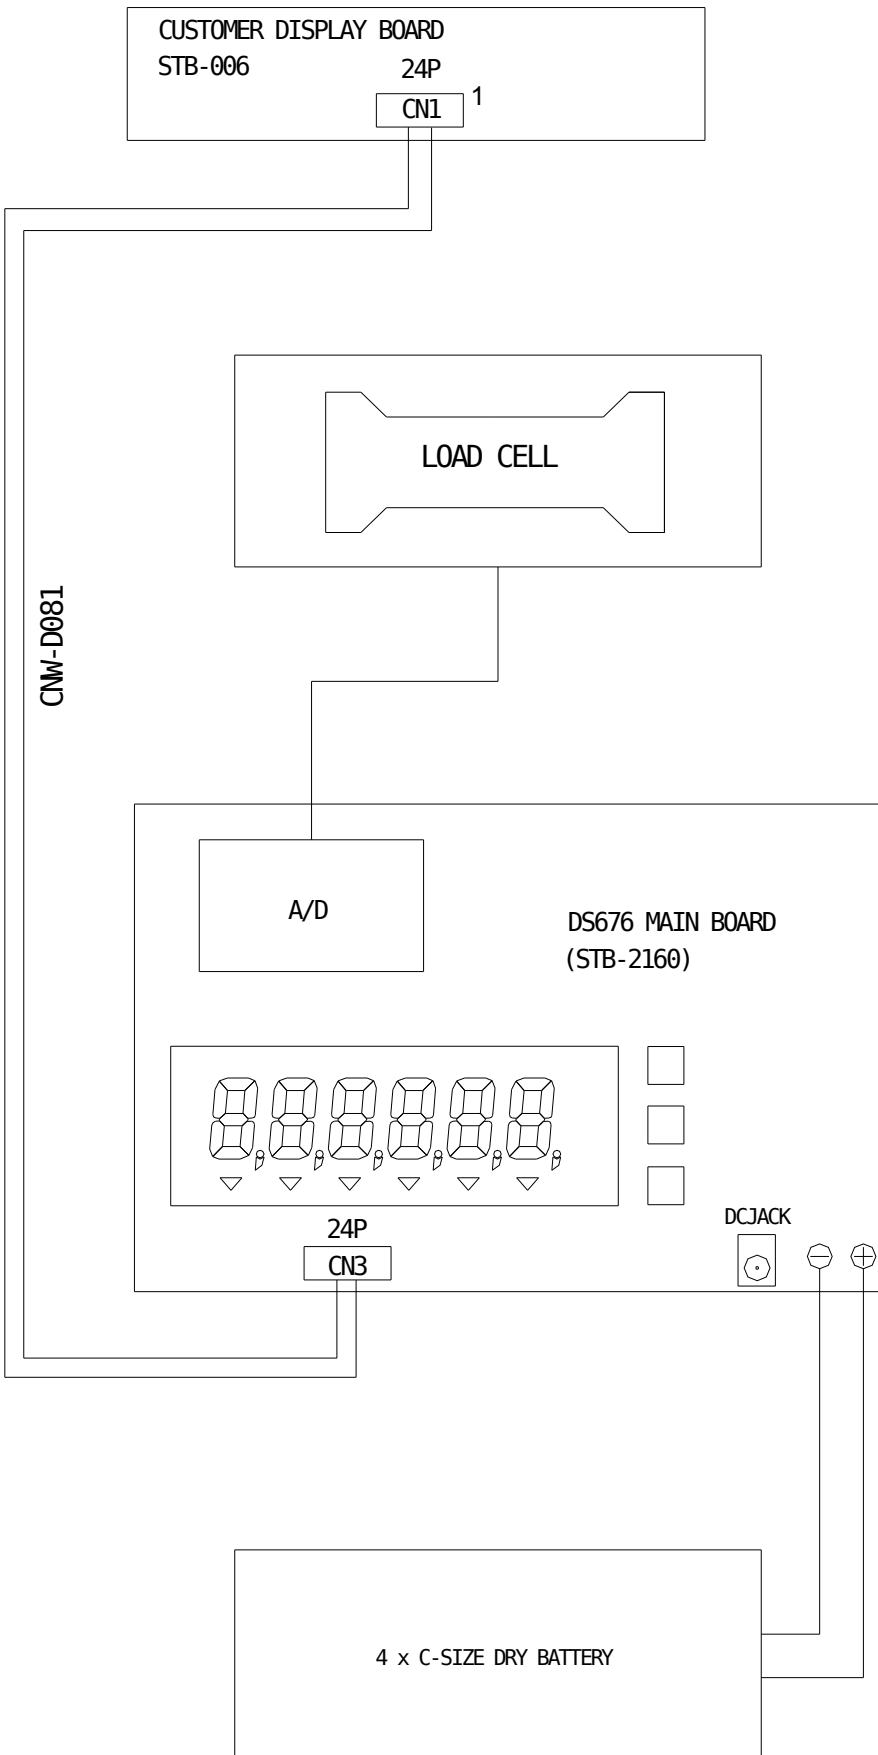 CUSTOMER DISPLAY BOARD
STB-006
24P
CN1
1
LOAD CELL
CNW-D081
A/D
DS676 MAIN BOARD
(STB-2160)
24P
CN3
DCJACK
4 x C-SIZE DRY BATTERY